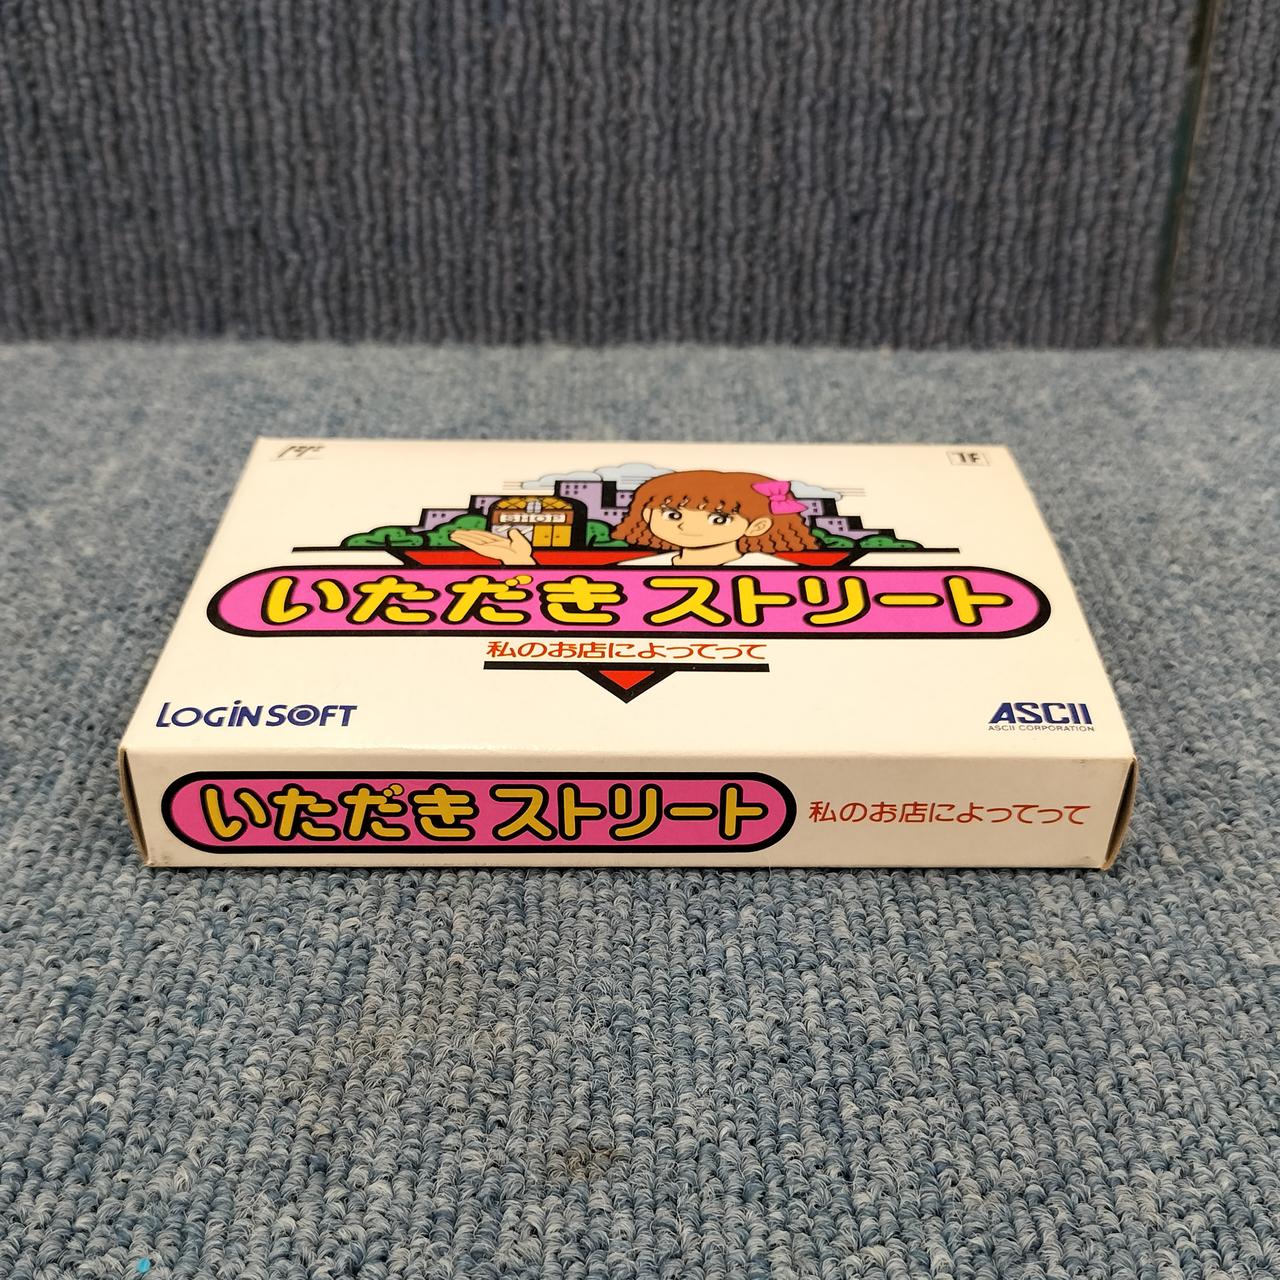 SHOP
いただきストリート
私のお店によってって
LOGiN SOFT
ASCII
ASCII CORPORATION
いただきストリート 私のお店によってって